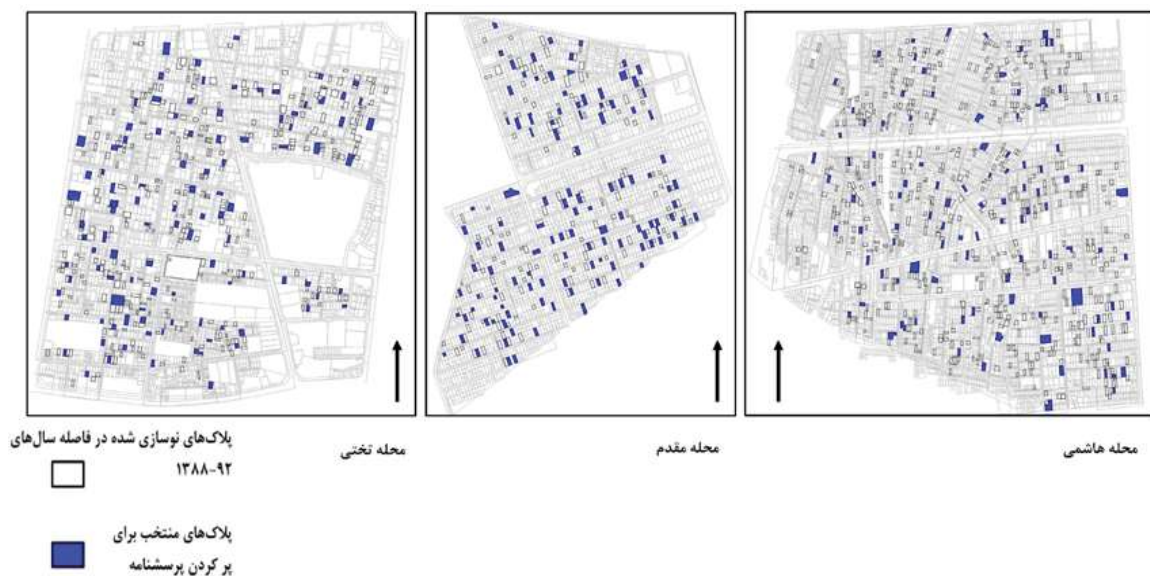 محله هاشمی
محله مقدم
محله تختی
پلاک‌های نوسازی شده در فاصله سال‌های
۱۳۸۸-۹۲
پلاک‌های منتخب برای
پر کردن پرسشنامه